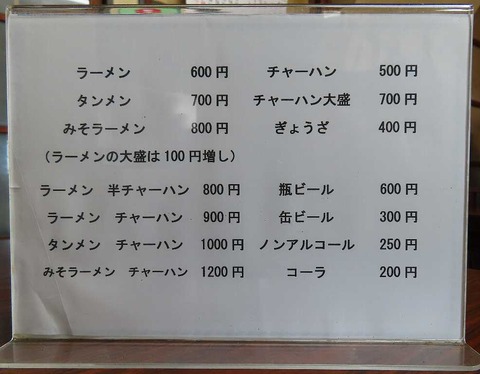 ラーメン 600円 チャーハン 500円
タンメン 700円 チャーハン大盛 700円
みそラーメン 800円 ぎょうざ 400円
（ラーメンの大盛は100円増し）
ラーメン 半チャーハン 800円 瓶ビール 600円
ラーメン チャーハン 900円 缶ビール 300円
タンメン チャーハン 1000円 ノンアルコール 250円
みそラーメン チャーハン 1200円 コーラ 200円